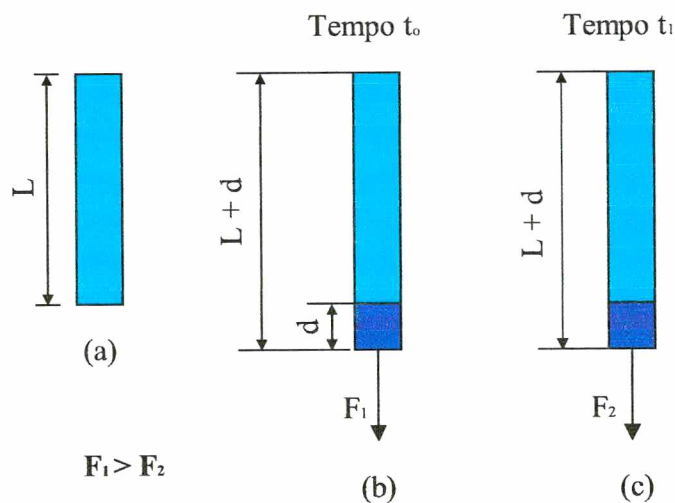 Tempo t₀
Tempo t₁
L
L + d
d
L + d
(a)
F₁
F₂
F₁ > F₂
(b)
(c)